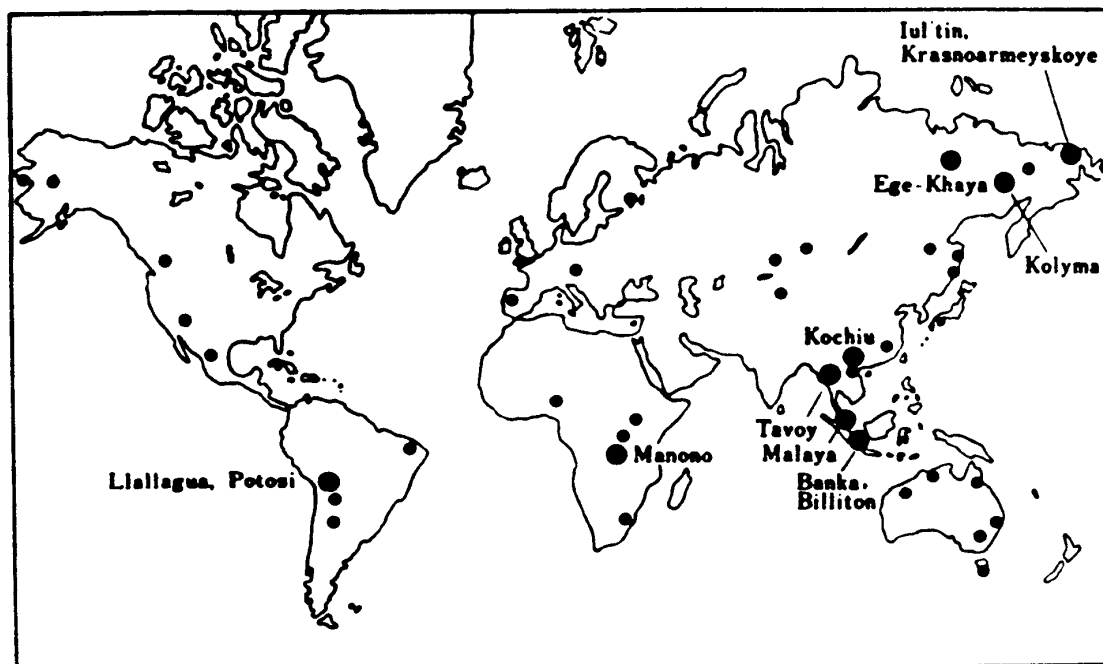 Iul'tin,
Krasnoarmeyskoye
Ege-Khaya
Kolyma
Kochiu
Tavoy
Malaya
Banka,
Billiton
Manono
Llallagua, Potosi